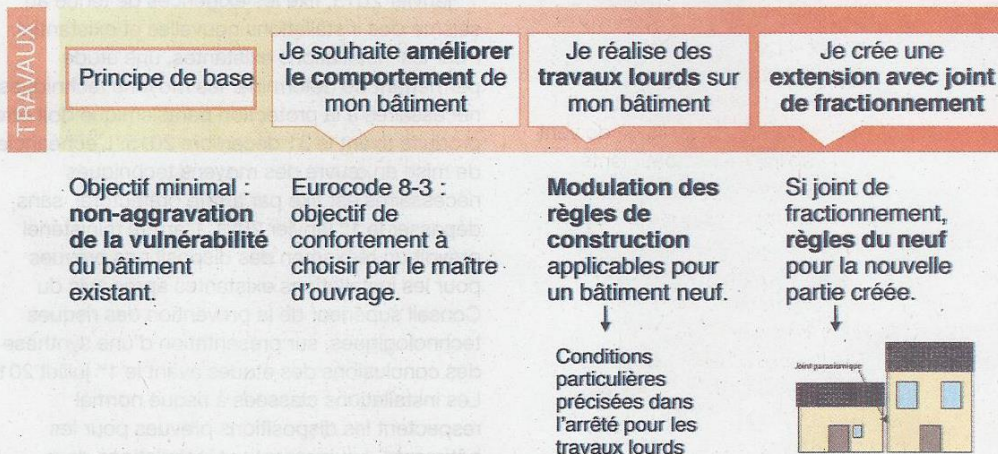 TRAVAUX
Principe de base
Je souhaite améliorer
le comportement de
mon bâtiment
Je réalise des
travaux lourds sur
mon bâtiment
Je crée une
extension avec joint
de fractionnement
Objectif minimal :
non-aggravation
de la vulnérabilité
du bâtiment
existant.
Eurocode 8-3 :
objectif de
confortement à
choisir par le maître
d'ouvrage.
Modulation des
règles de
construction
applicables pour
un bâtiment neuf.
Conditions
particulières
précisées dans
l'arrêté pour les
travaux lourds
Si joint de
fractionnement,
règles du neuf
pour la nouvelle
partie créée.
Joint parasismique